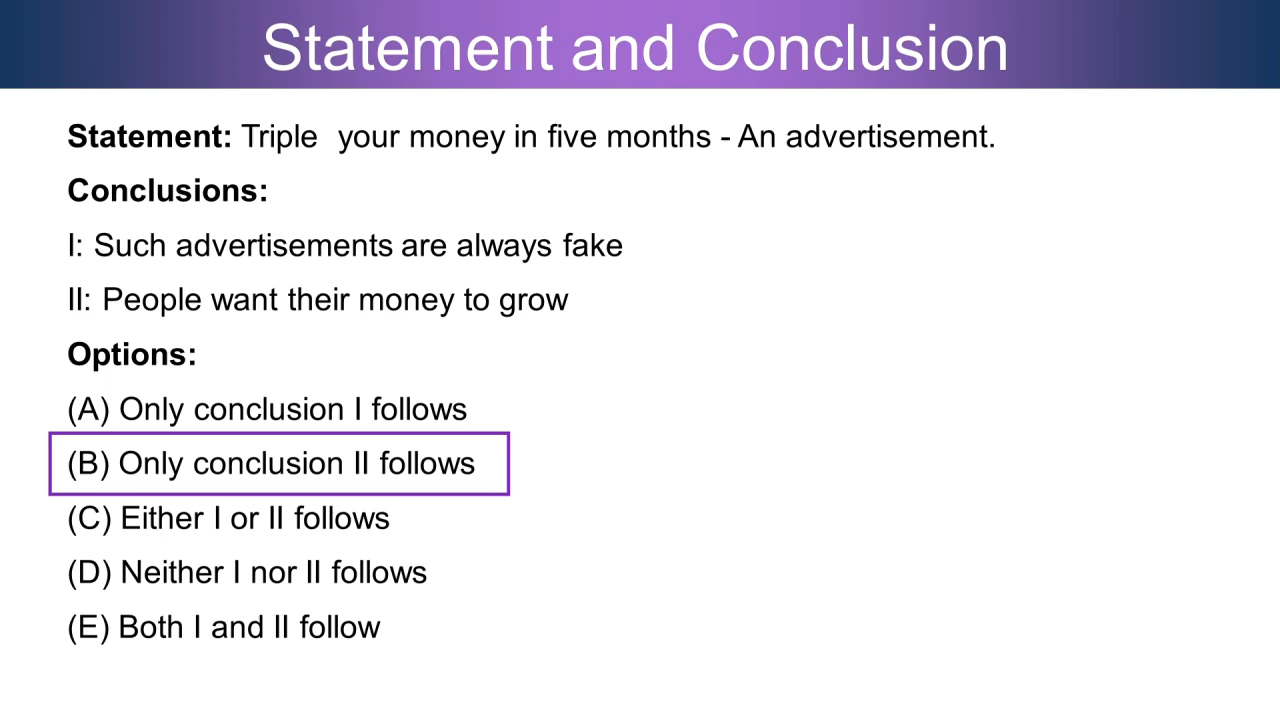 Statement and Conclusion
Statement: Triple  your money in five months - An advertisement.
Conclusions:
I: Such advertisements are always fake
II: People want their money to grow
Options:
(A) Only conclusion I follows
(B) Only conclusion II follows
(C) Either I or II follows
(D) Neither I nor II follows
(E) Both I and II follow